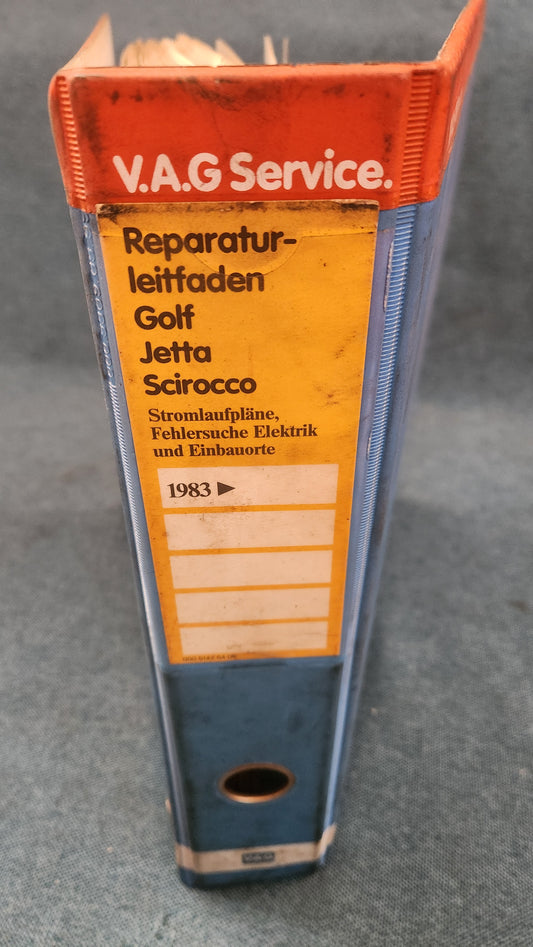 V.A.G Service.
Reparatur-
leitfaden
Golf
Jetta
Scirocco
Stromlaufpläne,
Fehlersuche Elektrik
und Einbauorte
1983 ►
V.A.G